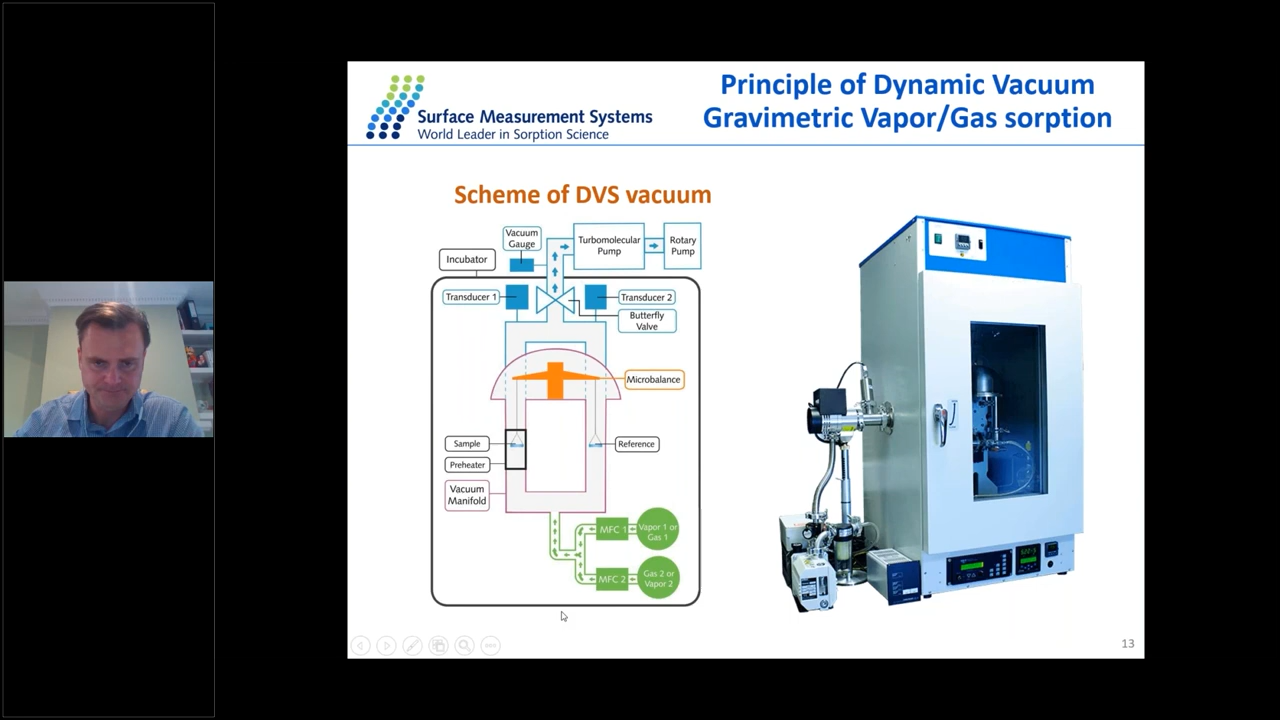 Surface Measurement Systems
World Leader in Sorption Science
Principle of Dynamic Vacuum
Gravimetric Vapor/Gas sorption
Scheme of DVS vacuum
Vacuum
Gauge
Turbomolecular
Pump
Rotary
Pump
Incubator
Transducer 1
Transducer 2
Butterfly
Valve
Microbalance
Sample
Reference
Preheater
Vacuum
Manifold
MFC 1
Vapor 1 or
Gas 1
MFC 2
Gas 2 or
Vapor 2
13